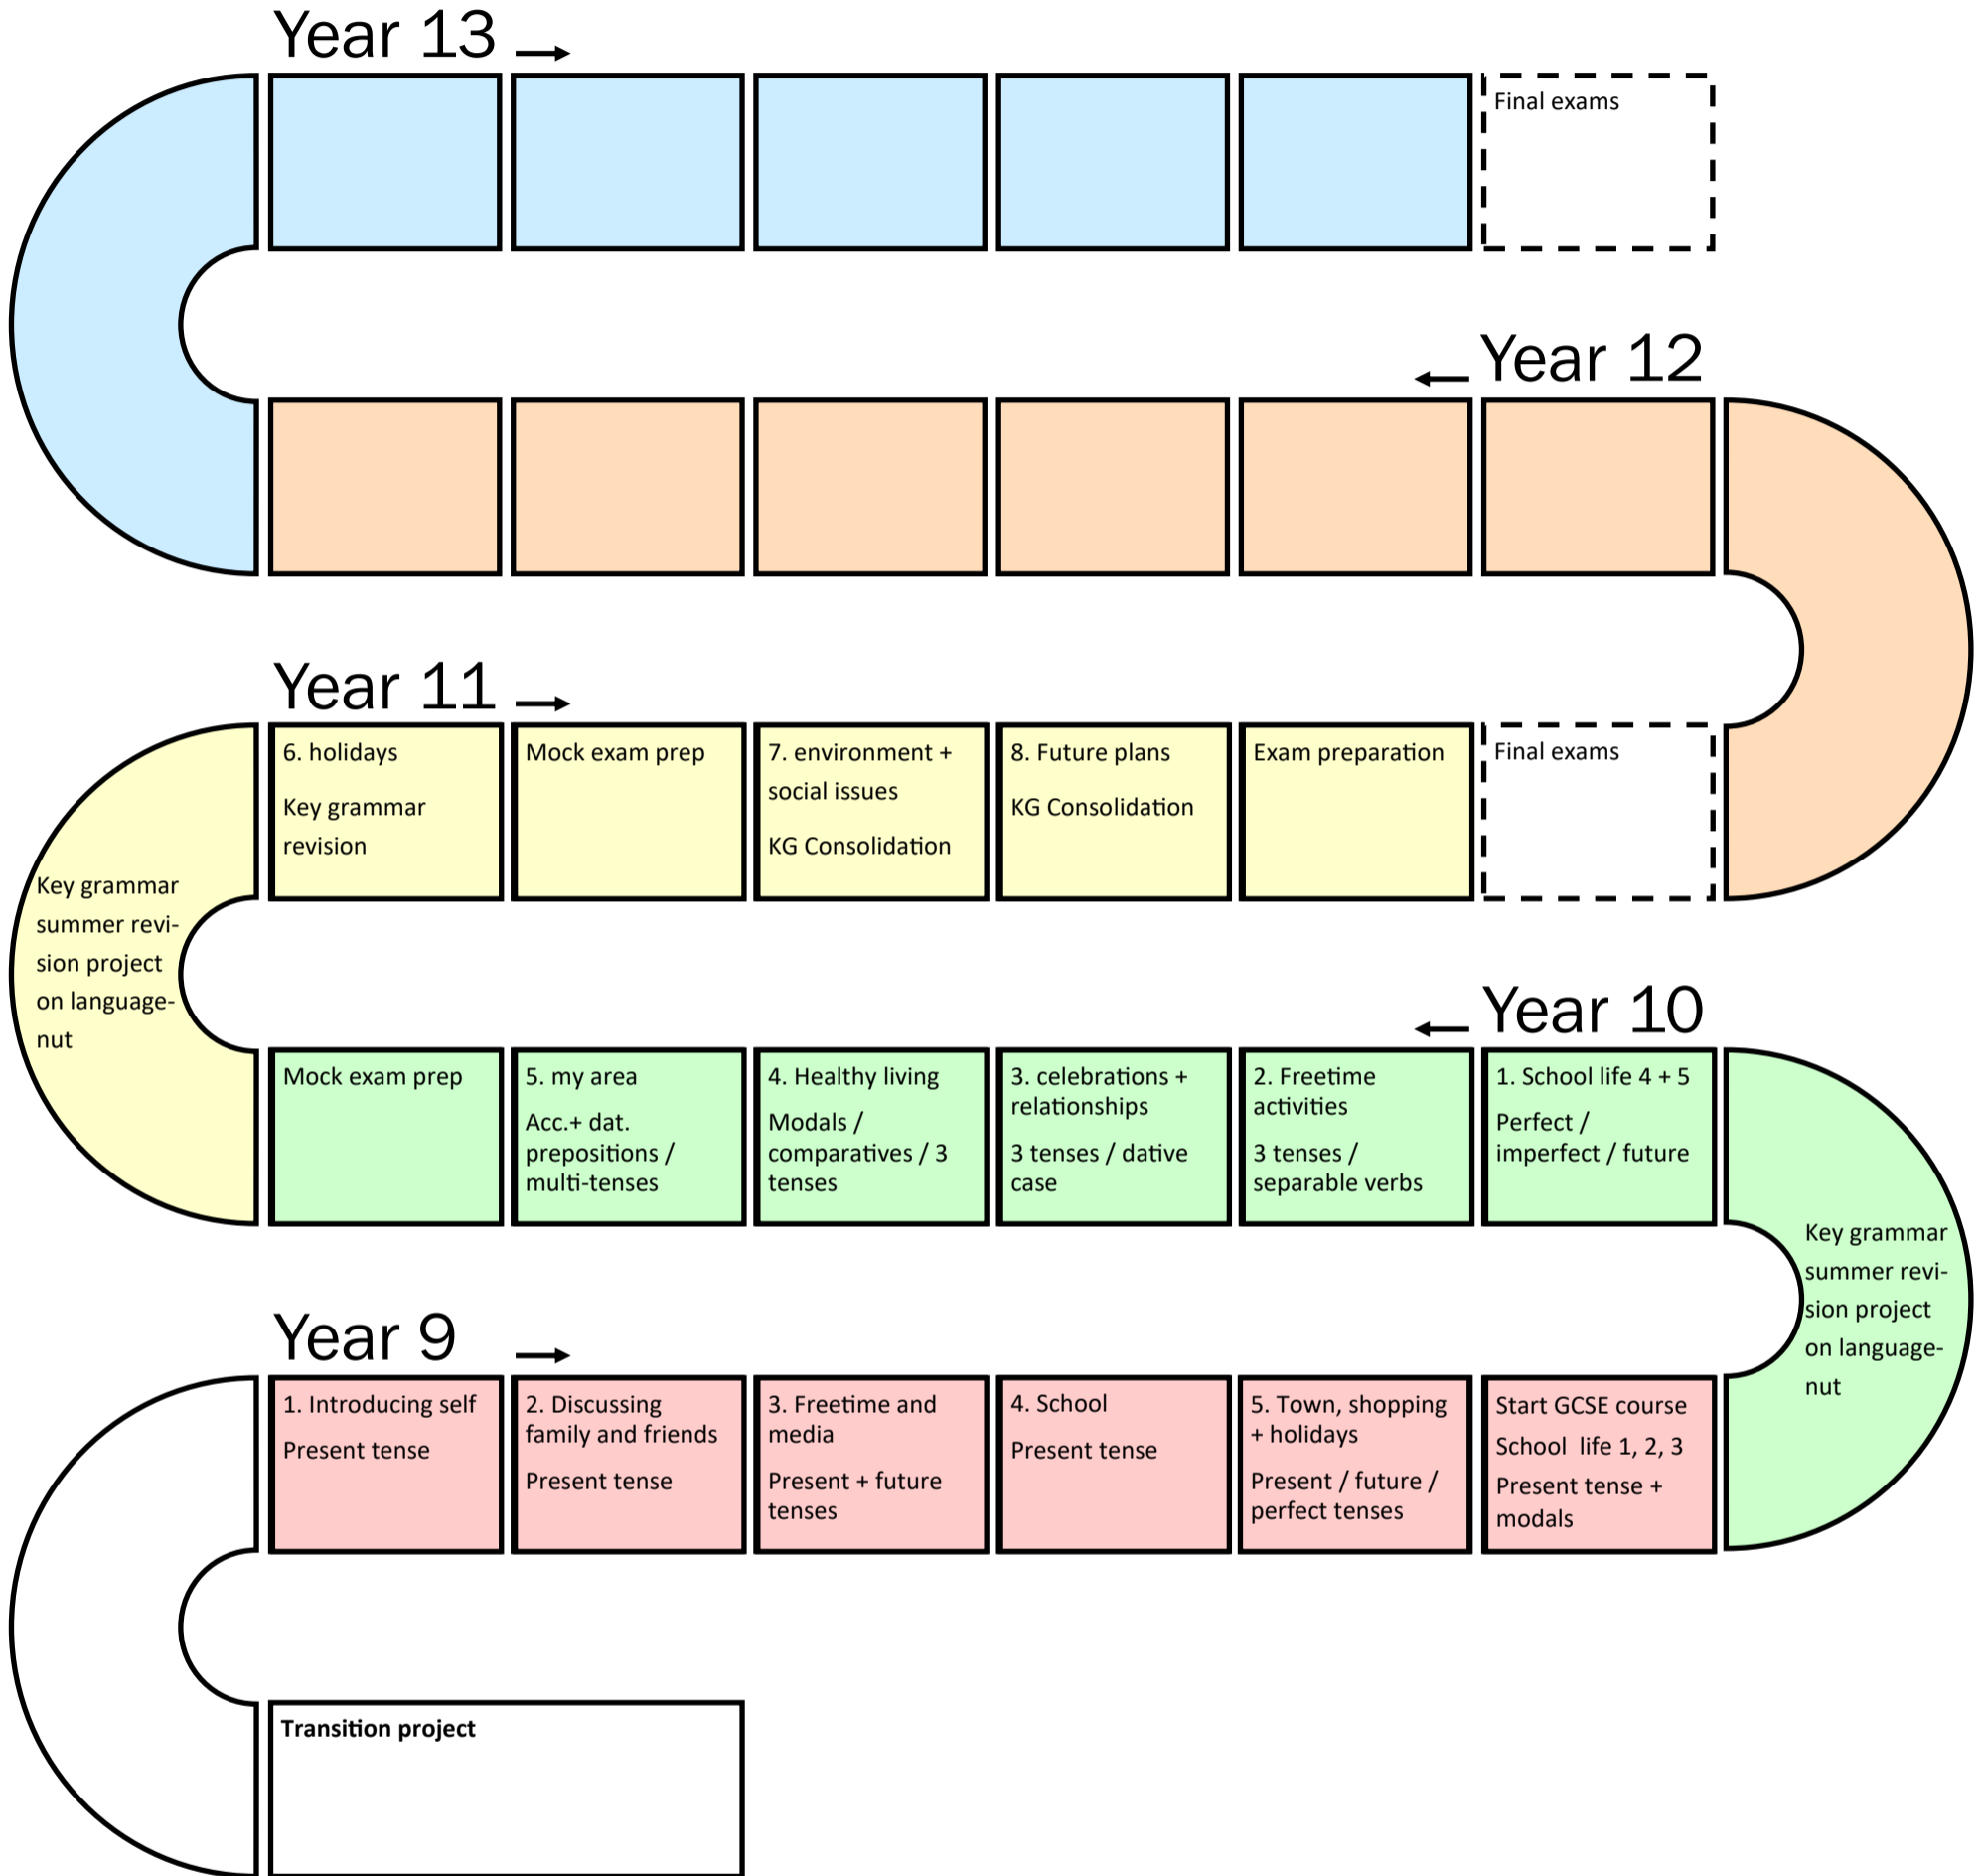 Year 13
Final exams
Year 12
Year 11
6. holidays
Key grammar
revision
Mock exam prep
7. environment +
social issues
KG Consolidation
8. Future plans
KG Consolidation
Exam preparation
Final exams
Key grammar
summer revi-
sion project
on language-
nut
Year 10
Mock exam prep
5. my area
Acc.+ dat.
prepositions /
multi-tenses
4. Healthy living
Modals /
comparatives / 3
tenses
3. celebrations +
relationships
3 tenses / dative
case
2. Freetime
activities
3 tenses /
separable verbs
1. School life 4 + 5
Perfect /
imperfect / future
Key grammar
summer revi-
sion project
on language-
nut
Year 9
1. Introducing self
Present tense
2. Discussing
family and friends
Present tense
3. Freetime and
media
Present + future
tenses
4. School
Present tense
5. Town, shopping
+ holidays
Present / future /
perfect tenses
Start GCSE course
School  life 1, 2, 3
Present tense +
modals
Transition project